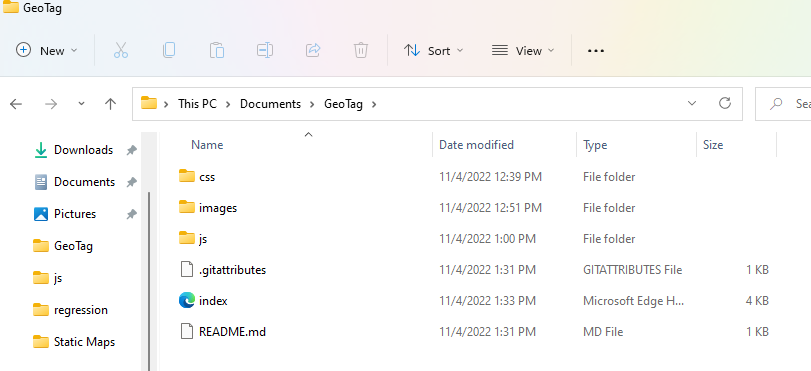 GeoTag
New
Sort
View
This PC > Documents > GeoTag >
Sea
Name Date modified Type Size
Downloads
Documents
Pictures
GeoTag
js
regression
Static Maps
css 11/4/2022 12:39 PM File folder
images 11/4/2022 12:51 PM File folder
js 11/4/2022 1:00 PM File folder
.gitattributes 11/4/2022 1:31 PM GITATTRIBUTES File 1 KB
index 11/4/2022 1:33 PM Microsoft Edge H... 4 KB
README.md 11/4/2022 1:31 PM MD File 1 KB